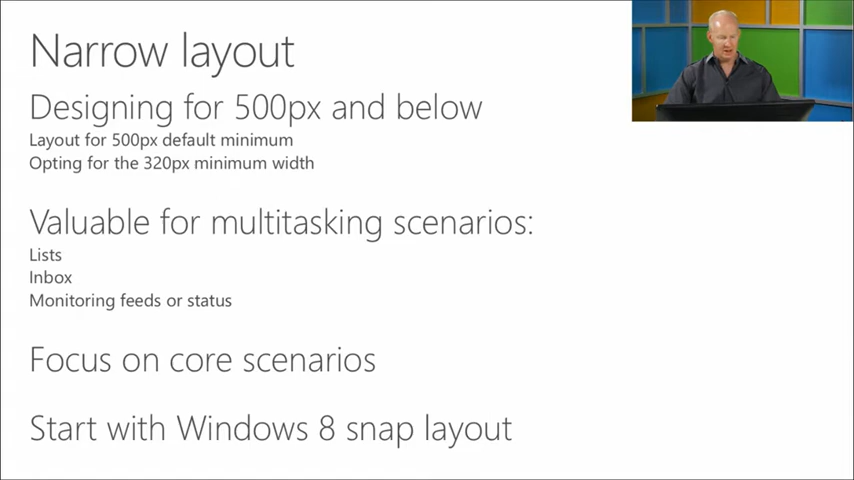 Narrow layout
Designing for 500px and below
Layout for 500px default minimum
Opting for the 320px minimum width
Valuable for multitasking scenarios:
Lists
Inbox
Monitoring feeds or status
Focus on core scenarios
Start with Windows 8 snap layout